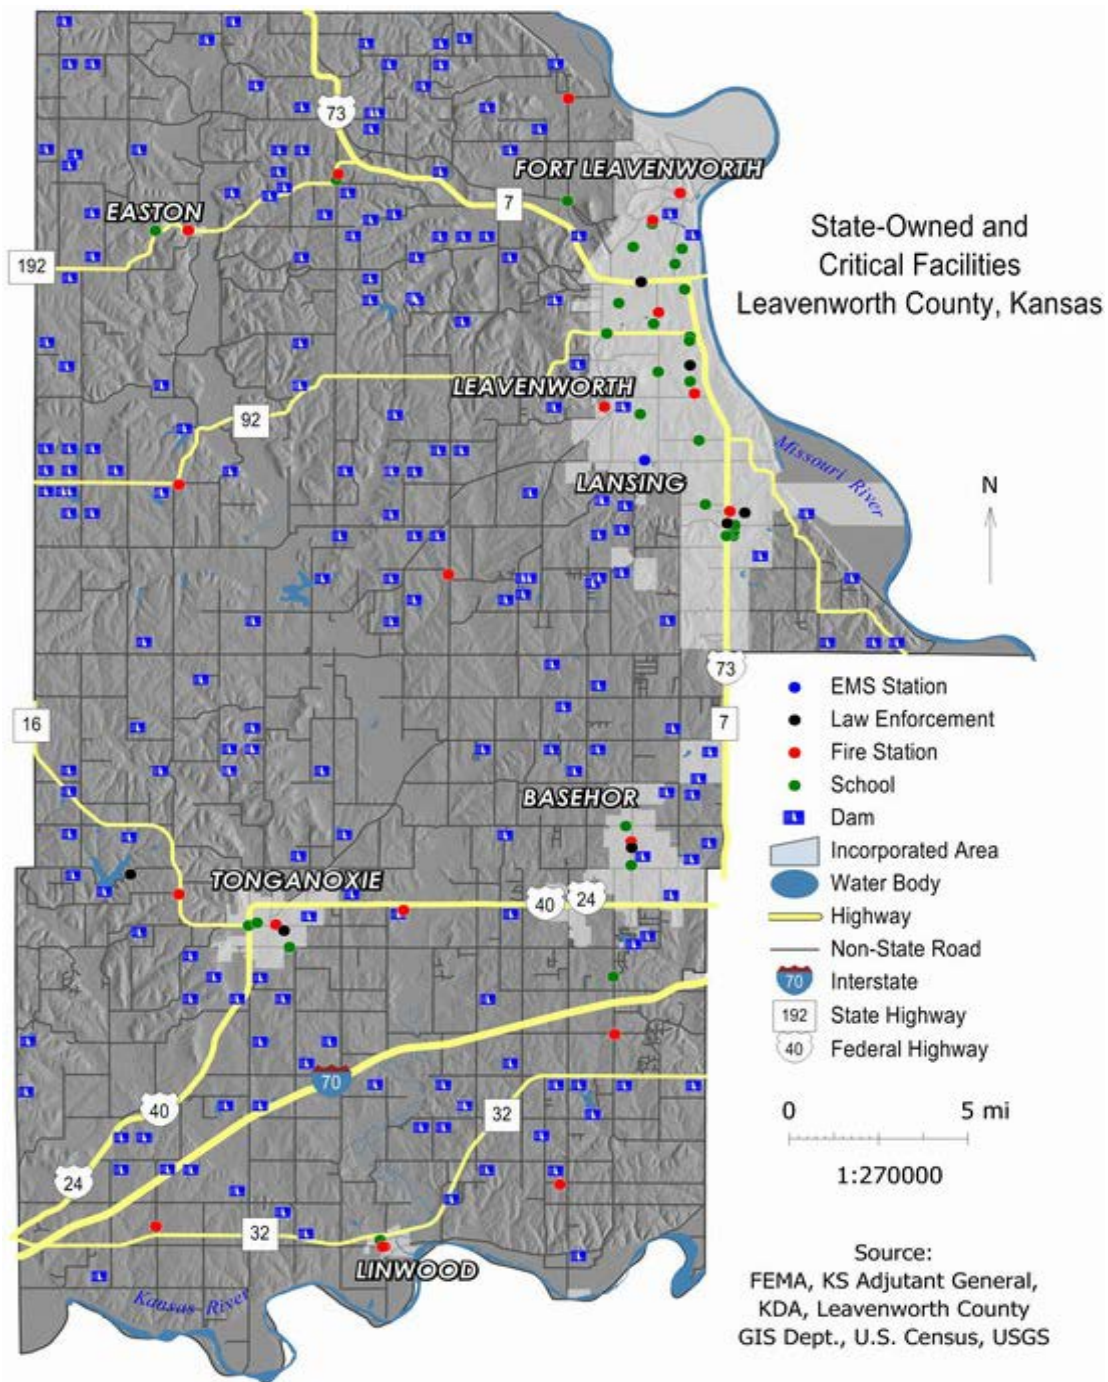 State-Owned and
Critical Facilities
Leavenworth County, Kansas
73
FORT LEAVENWORTH
7
EASTON
192
LEAVENWORTH
92
Missouri River
LANSING
N
73
16
7
BASEHOR
TONGANOXIE
40
24
70
40
32
24
32
LINWOOD
Kansas River
EMS Station
Law Enforcement
Fire Station
School
Dam
Incorporated Area
Water Body
Highway
Non-State Road
70 Interstate
192 State Highway
40 Federal Highway
0 5 mi
1:270000
Source:
FEMA, KS Adjutant General,
KDA, Leavenworth County
GIS Dept., U.S. Census, USGS